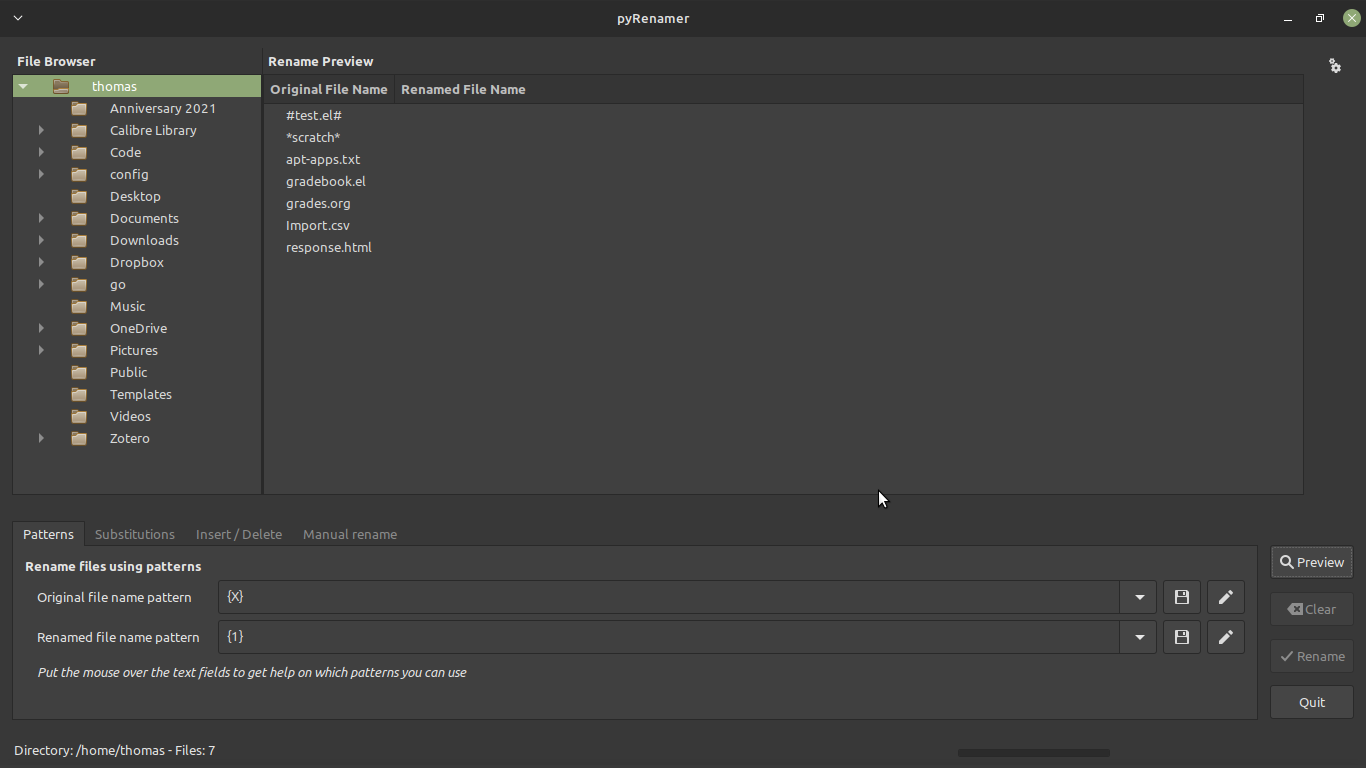 pyRenamer
File Browser
thomas
Anniversary 2021
Calibre Library
Code
config
Desktop
Documents
Downloads
Dropbox
go
Music
OneDrive
Pictures
Public
Templates
Videos
Zotero
Rename Preview
Original File Name Renamed File Name
#test.el#
*scratch*
apt-apps.txt
gradebook.el
grades.org
Import.csv
response.html
Patterns Substitutions Insert / Delete Manual rename
Rename files using patterns
Original file name pattern {X}
Renamed file name pattern {1}
Put the mouse over the text fields to get help on which patterns you can use
Preview
Clear
Rename
Quit
Directory: /home/thomas - Files: 7